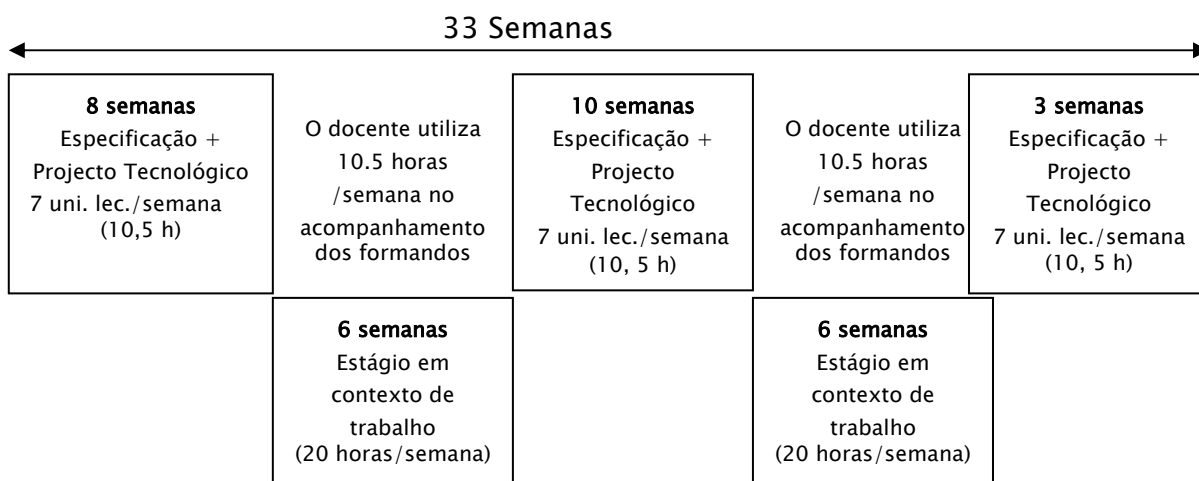 33 Semanas
8 semanas
Especificação +
Projecto Tecnológico
7 uni. lec./semana
(10,5 h)
O docente utiliza
10.5 horas
/semana no
acompanhamento
dos formandos
10 semanas
Especificação +
Projecto
Tecnológico
7 uni. lec./semana
(10, 5 h)
O docente utiliza
10.5 horas
/semana no
acompanhamento
dos formandos
3 semanas
Especificação +
Projecto
Tecnológico
7 uni. lec./semana
(10, 5 h)
6 semanas
Estágio em
contexto de
trabalho
(20 horas/semana)
6 semanas
Estágio em
contexto de
trabalho
(20 horas/semana)